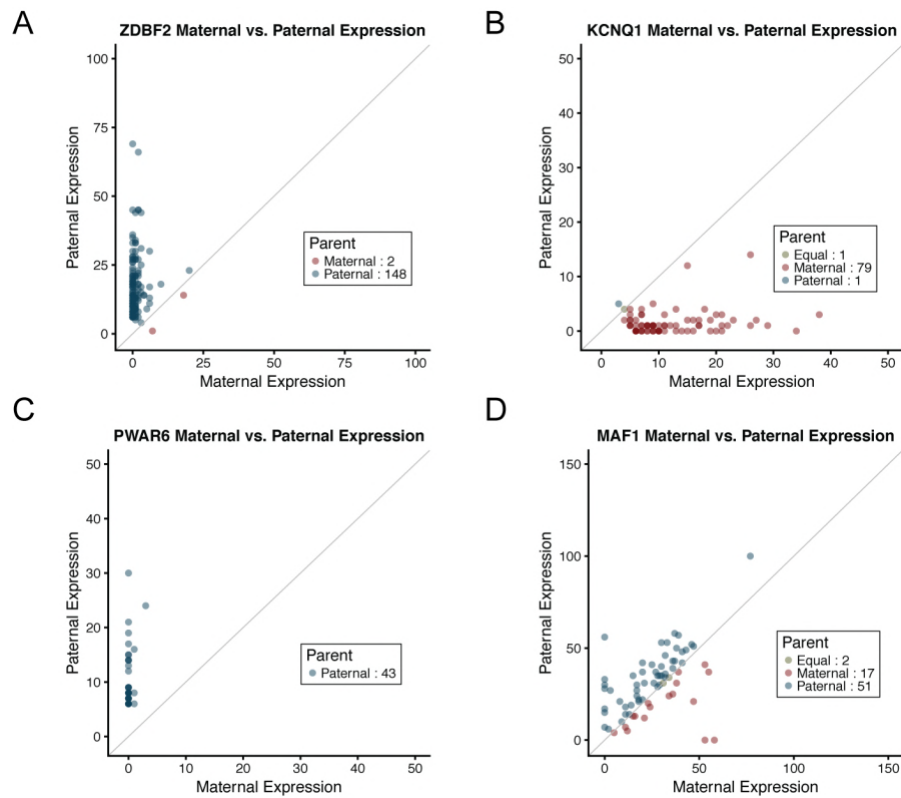 A
ZDBF2 Maternal vs. Paternal Expression
100
75
50
25
0
Paternal Expression
Parent
Maternal : 2
Paternal : 148
0 25 50 75 100
Maternal Expression
B
KCNQ1 Maternal vs. Paternal Expression
50
40
30
20
10
0
Paternal Expression
Parent
Equal : 1
Maternal : 79
Paternal : 1
0 10 20 30 40 50
Maternal Expression
C
PWAR6 Maternal vs. Paternal Expression
50
40
30
20
10
0
Paternal Expression
Parent
Paternal : 43
0 10 20 30 40 50
Maternal Expression
D
MAF1 Maternal vs. Paternal Expression
150
100
50
0
Paternal Expression
Parent
Equal : 2
Maternal : 17
Paternal : 51
0 50 100 150
Maternal Expression